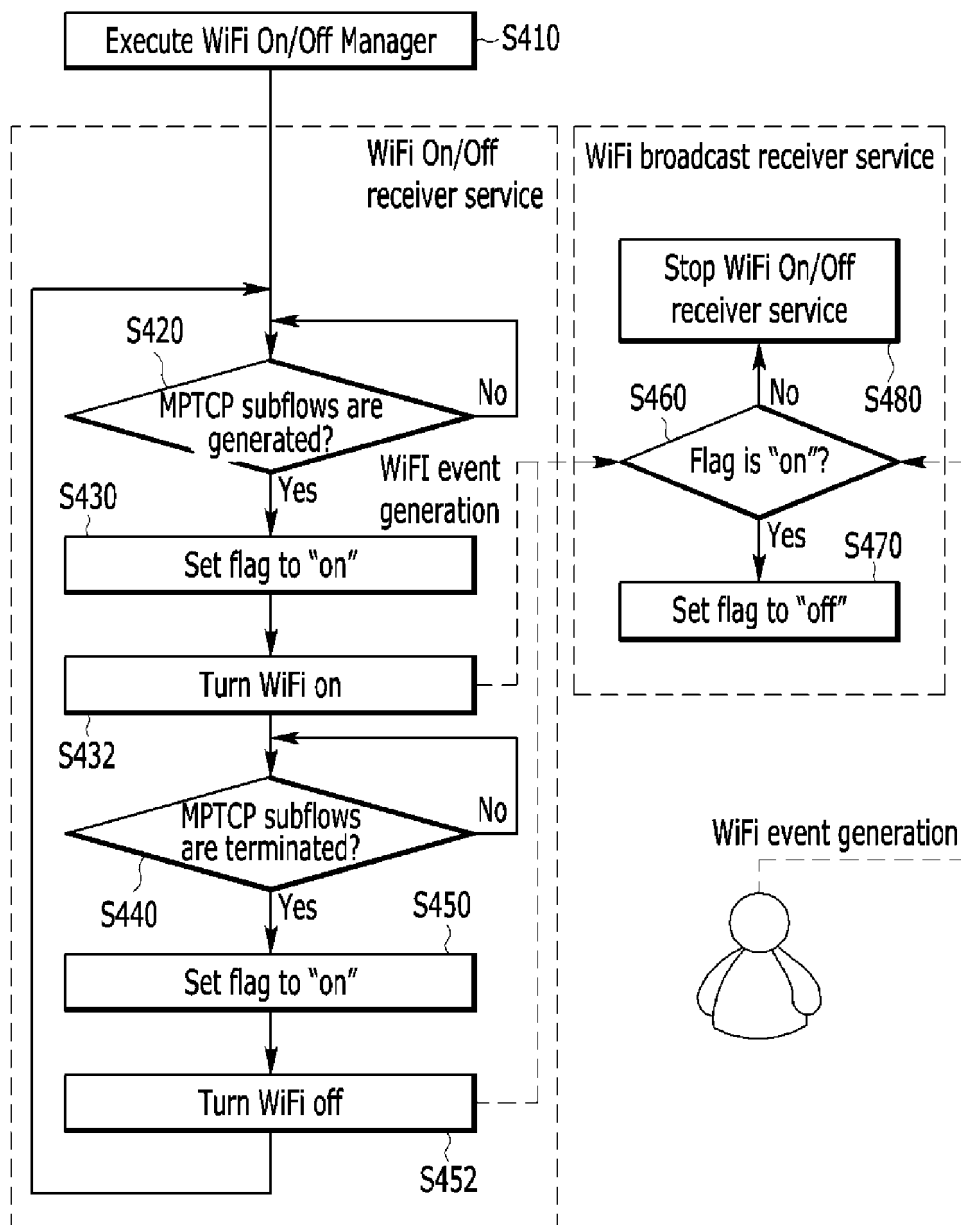 Execute WiFi On/Off Manager
S410
WiFi On/Off
receiver service
WiFi broadcast receiver service
Stop WiFi On/Off
receiver service
S480
S420
MPTCP subflows are
generated?
No
Yes
S460
No
Flag is "on"?
Yes
WiFI event
generation
S430
Set flag to "on"
S470
Set flag to "off"
Turn WiFi on
S432
MPTCP subflows
are terminated?
No
S440
Yes
S450
WiFi event generation
Set flag to "on"
Turn WiFi off
S452